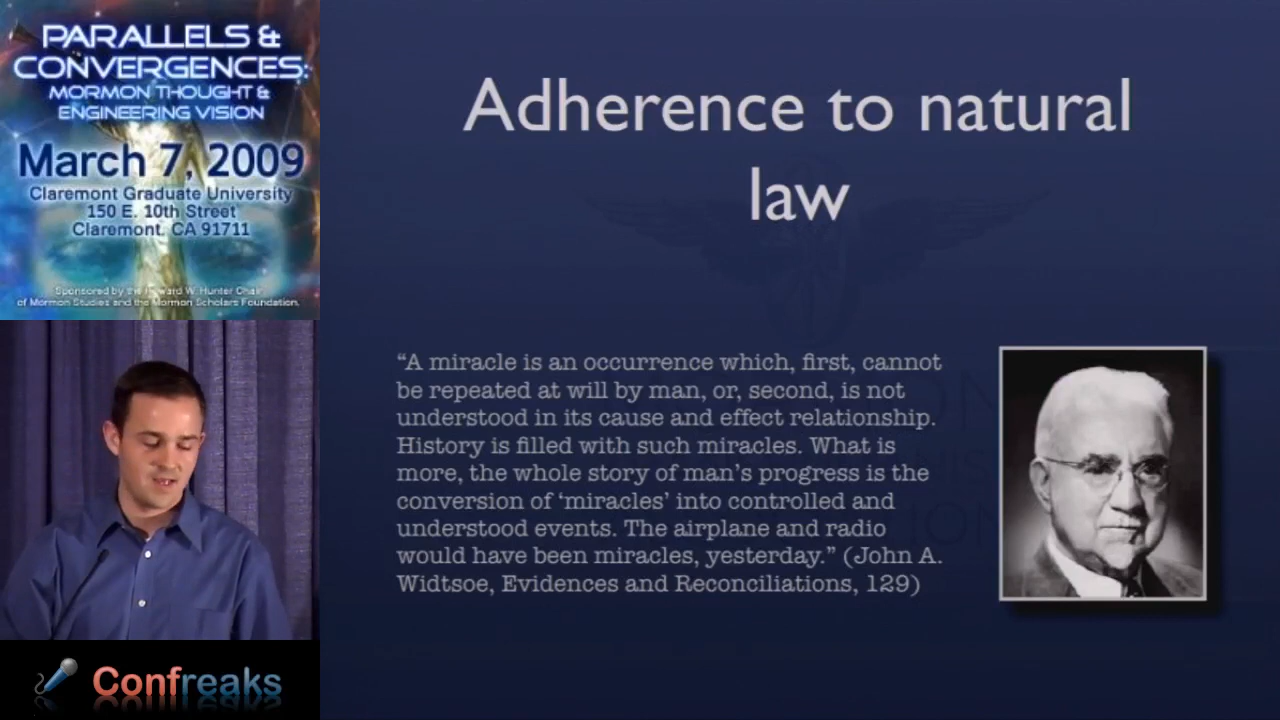 PARALLELS &
CONVERGENCES:
MORMON THOUGHT &
ENGINEERING VISION
March 7, 2009
Claremont Graduate University
150 E. 10th Street
Claremont, CA 91711
Sponsored by the Howard W. Hunter Chair
of Mormon Studies and the Mormon Scholars Foundation.
Confreaks
Adherence to natural
law
“A miracle is an occurrence which, first, cannot
be repeated at will by man, or, second, is not
understood in its cause and effect relationship.
History is filled with such miracles. What is
more, the whole story of man’s progress is the
conversion of ‘miracles’ into controlled and
understood events. The airplane and radio
would have been miracles, yesterday.” (John A.
Widtsoe, Evidences and Reconciliations, 129)